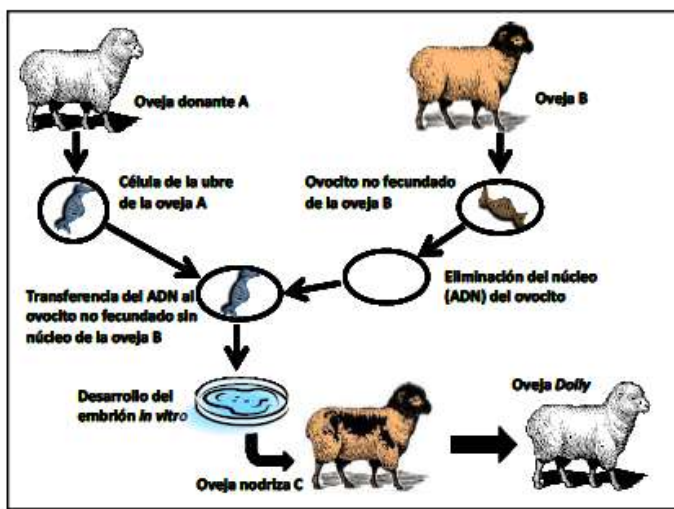 Oveja donante A
Oveja B
Célula de la ubre
de la oveja A
Ovocito no fecundado
de la oveja B
Transferencia del ADN al
ovocito no fecundado sin
núcleo de la oveja B
Eliminación del núcleo
(ADN) del ovocito
Desarrollo del
embrión In vitro
Oveja nodriza C
Oveja Dolly